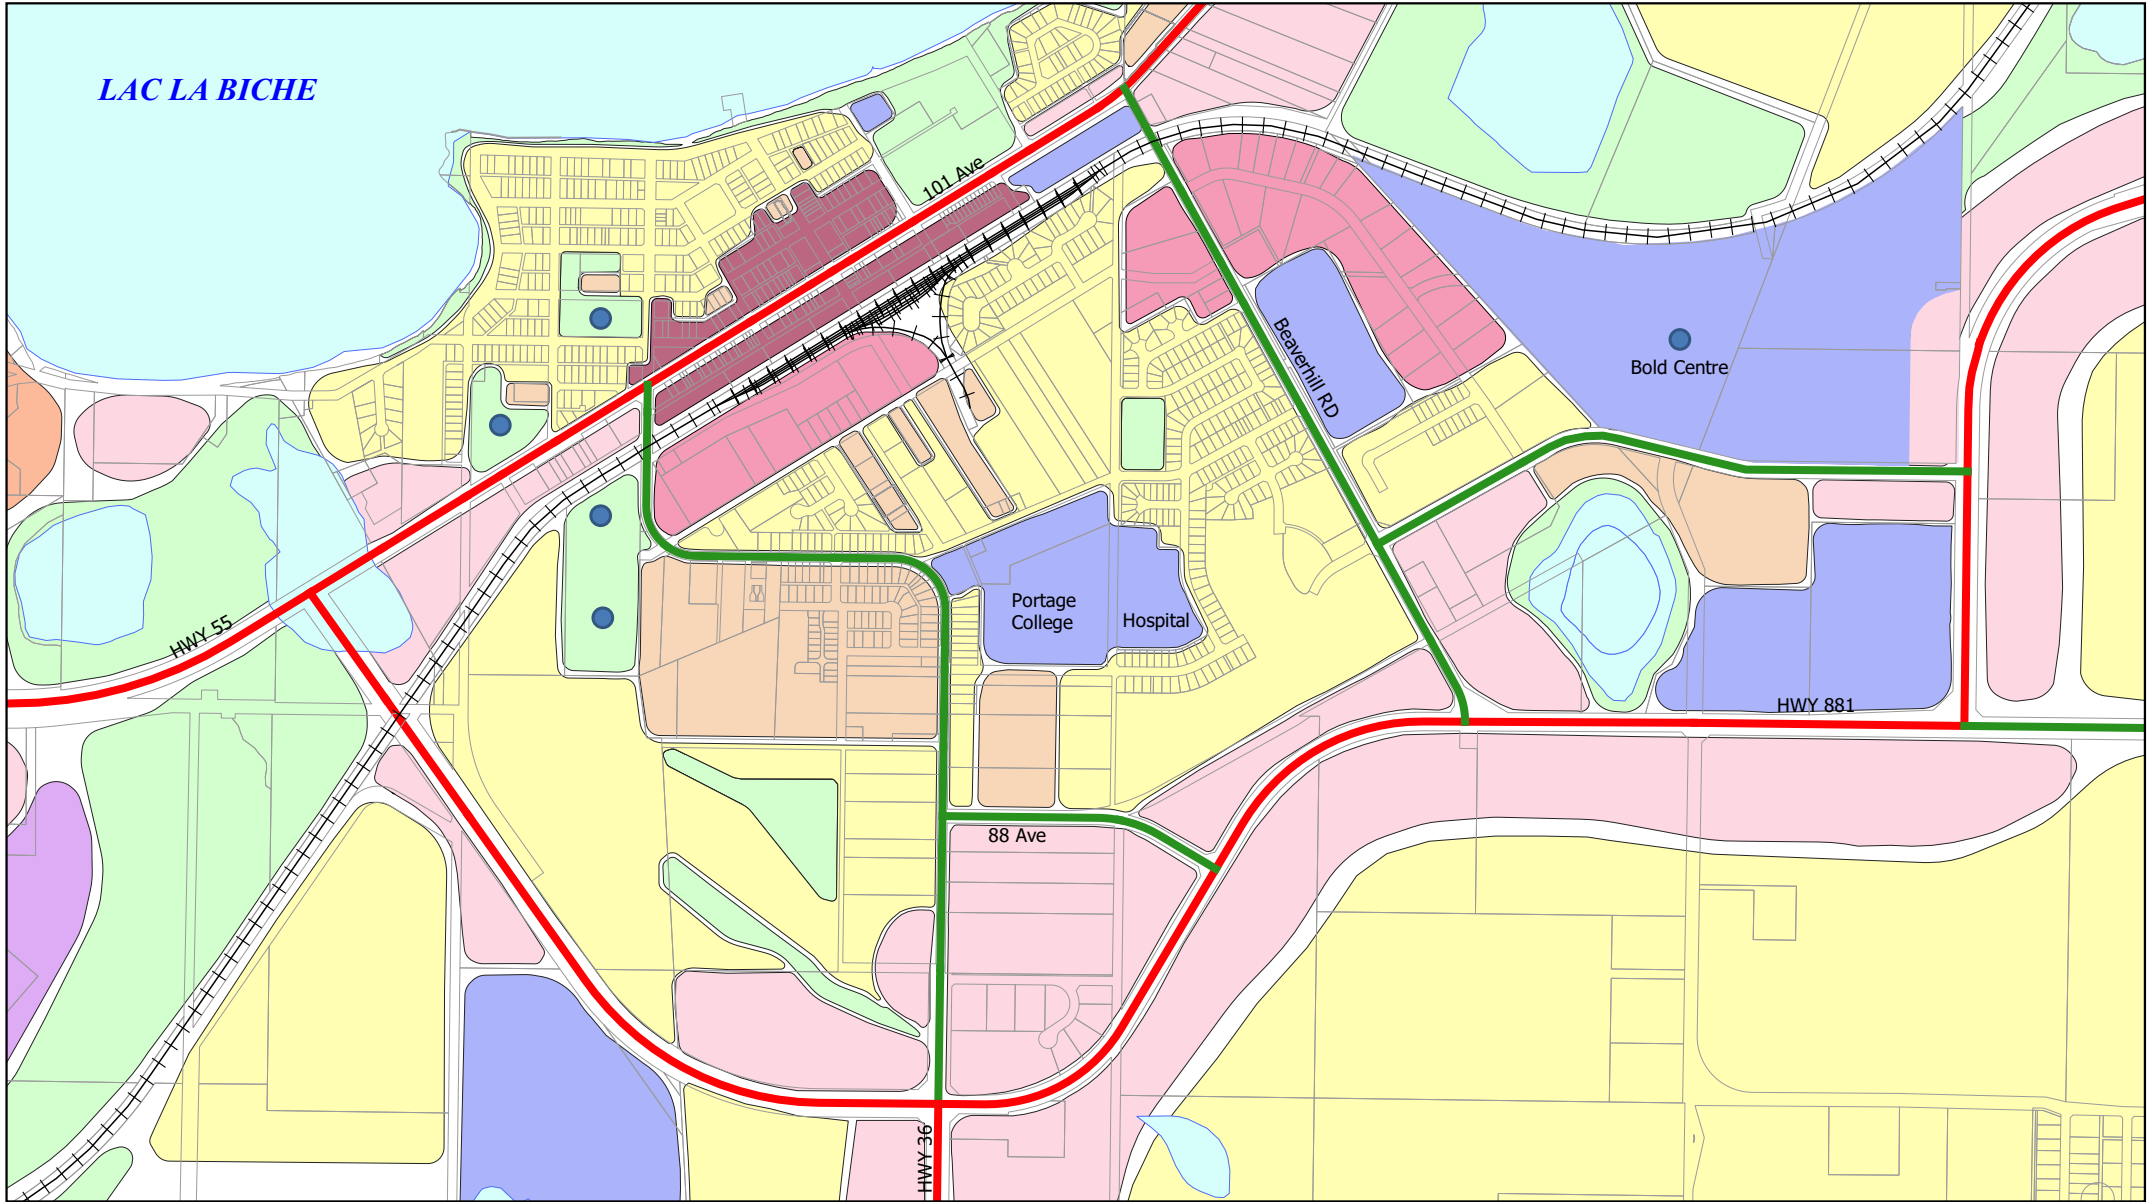 LAC LA BICHE
101 Ave
Beaverhill RD
Bold Centre
Portage
College
Hospital
HWY 55
HWY 881
88 Ave
HWY 36